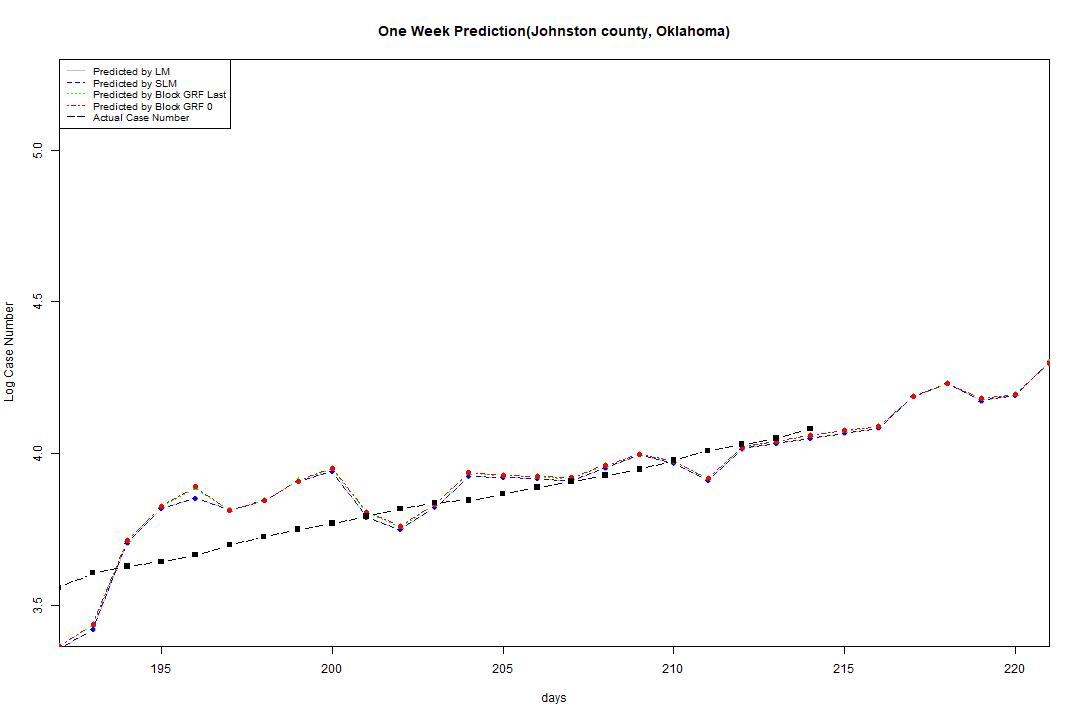 One Week Prediction(Johnston county, Oklahoma)
Predicted by LM
Predicted by SLM
Predicted by Block GRF Last
Predicted by Block GRF 0
Actual Case Number
Log Case Number
5.0
4.5
4.0
3.5
195 200 205 210 215 220
days